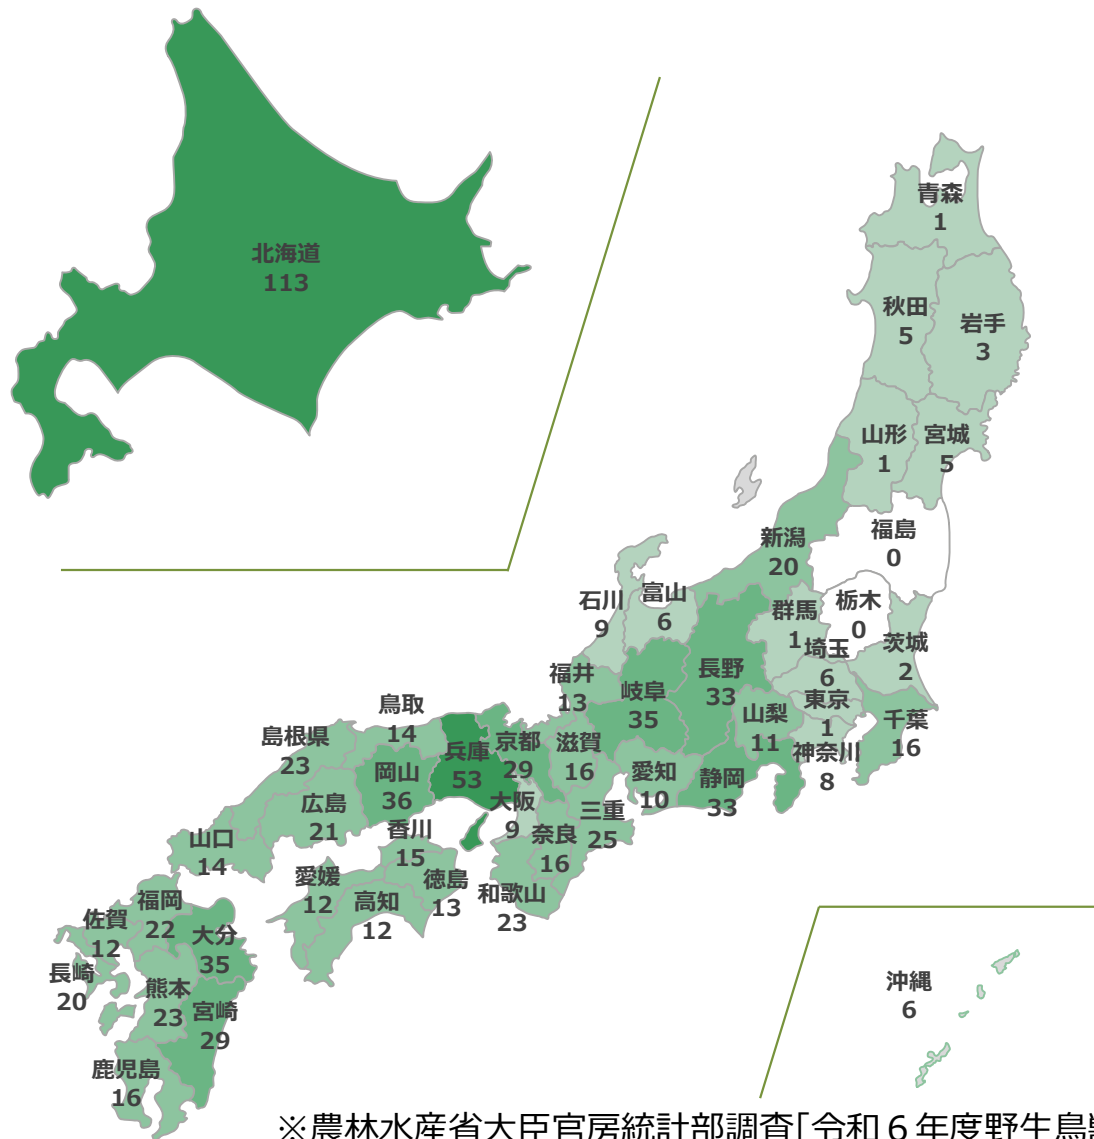 北海道
113
青森
1
秋田
5
岩手
3
山形
1
宮城
5
福島
0
新潟
20
栃木
0
群馬
1
茨城
2
埼玉
6
東京
1
千葉
16
神奈川
8
富山
6
石川
9
福井
13
長野
33
岐阜
35
山梨
11
静岡
33
愛知
10
三重
25
滋賀
16
京都
29
大阪
9
兵庫
53
奈良
16
和歌山
23
鳥取
14
島根県
23
岡山
36
広島
21
山口
14
香川
15
徳島
13
愛媛
12
高知
12
福岡
22
佐賀
12
長崎
20
大分
35
熊本
23
宮崎
29
鹿児島
16
沖縄
6
※農林水産省大臣官房統計部調査「令和6年度野生鳥